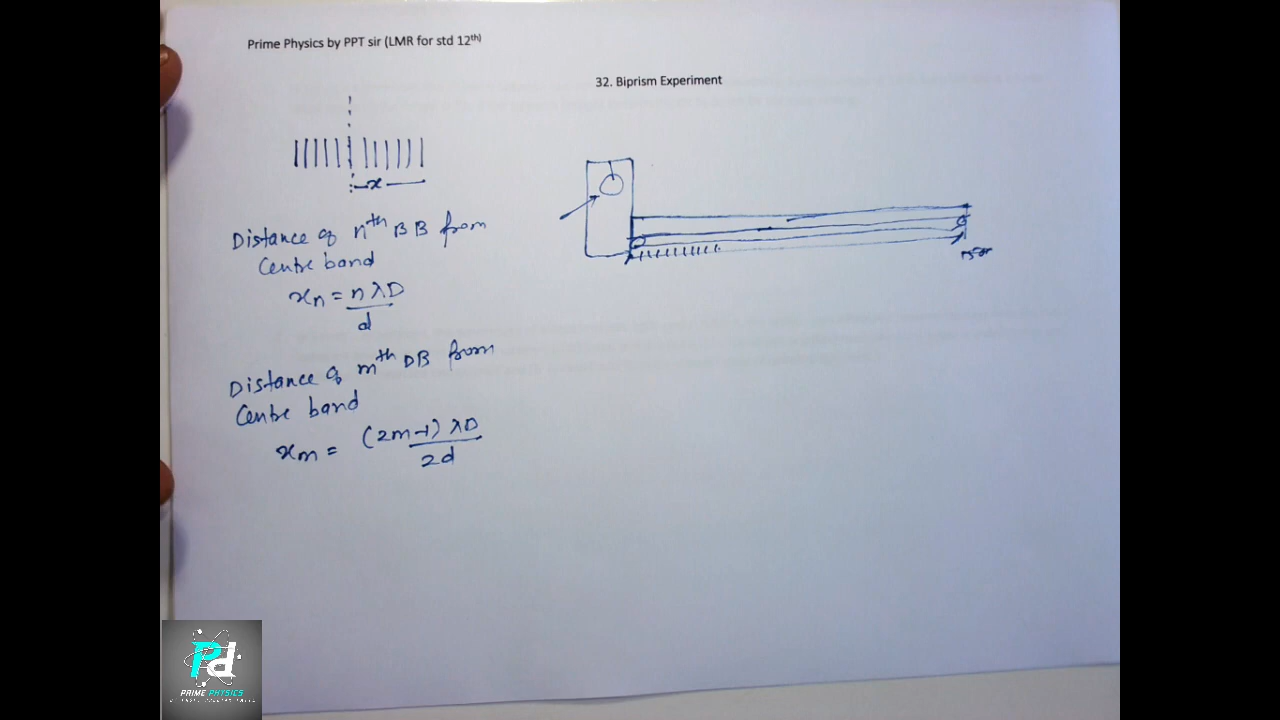 Prime Physics by PPT sir (LMR for std 12th)
32. Biprism Experiment
x
Distance of nth BB from
Centre band
xn = nλD
d
Distance of mth DB from
Centre band
xm = (2m-1) λD
2d
Pd
PRIME PHYSICS